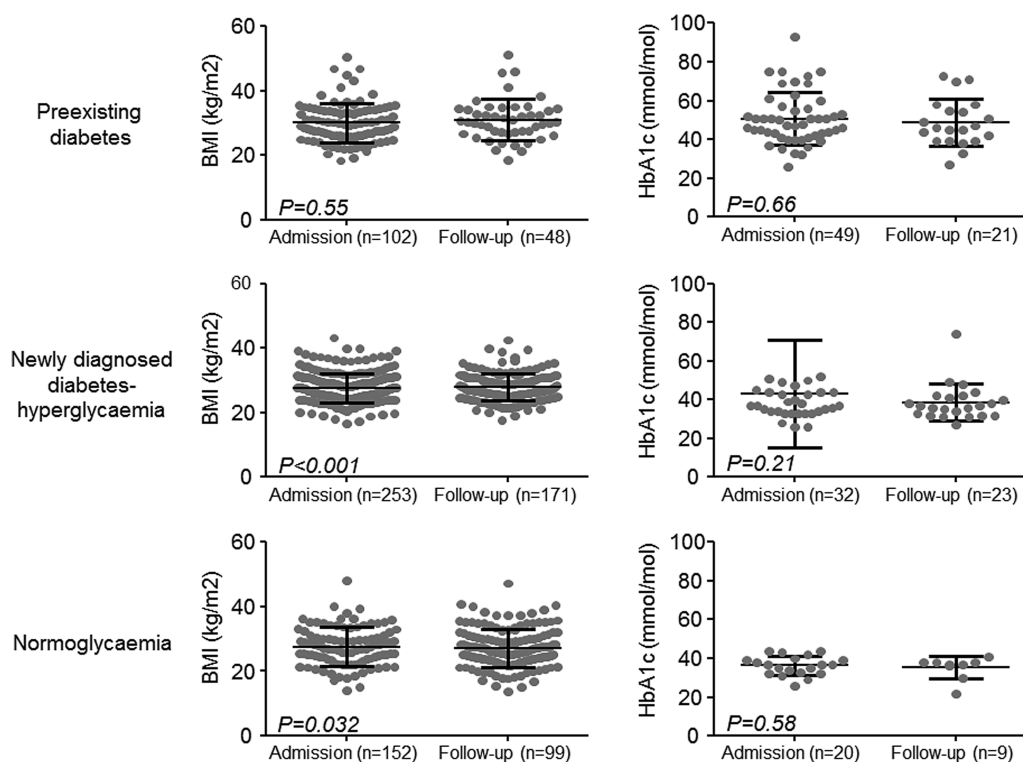 Preexisting
diabetes
BMI (kg/m2)
60
40
20
0
P=0.55
Admission (n=102) Follow-up (n=48)
HbA1c (mmol/mol)
100
80
60
40
20
0
P=0.66
Admission (n=49) Follow-up (n=21)
Newly diagnosed
diabetes-
hyperglycaemia
BMI (kg/m2)
60
40
20
0
P<0.001
Admission (n=253) Follow-up (n=171)
HbA1c (mmol/mol)
100
80
60
40
20
0
P=0.21
Admission (n=32) Follow-up (n=23)
Normoglycaemia
BMI (kg/m2)
60
40
20
0
P=0.032
Admission (n=152) Follow-up (n=99)
HbA1c (mmol/mol)
100
80
60
40
20
0
P=0.58
Admission (n=20) Follow-up (n=9)